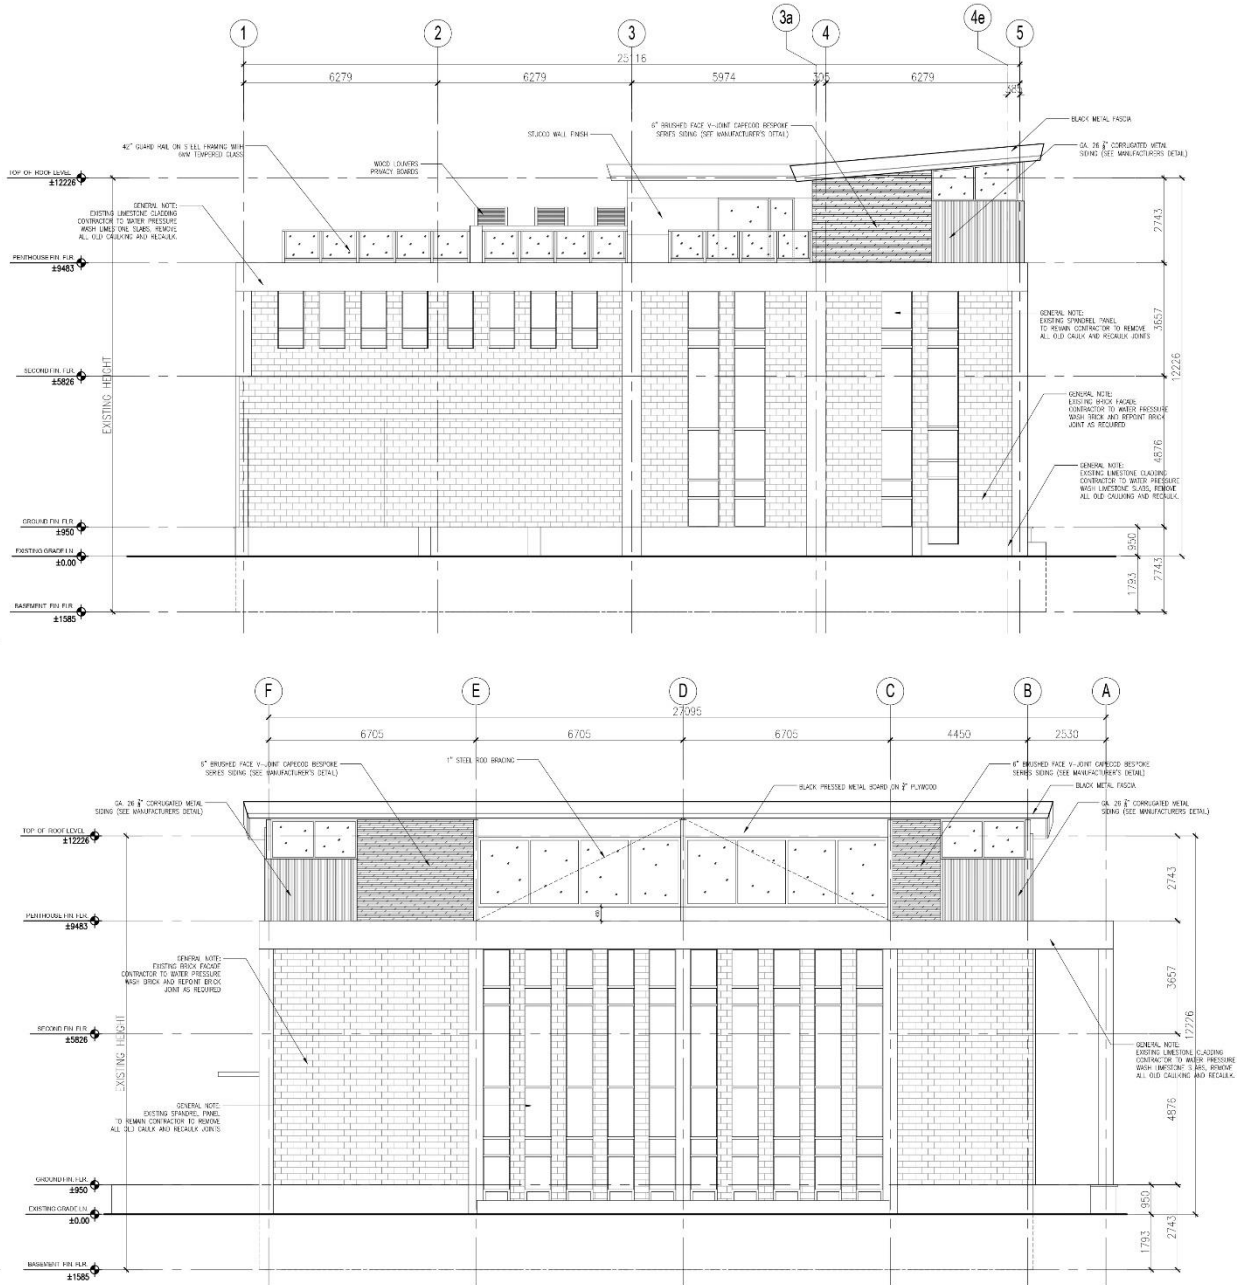 1
2
3
3a
4
4e
5
25116
6279
6279
5974
305
6279
385
6" BRUSHED FACE V-JOINT CAPECOD BESPOKE
SERIES SIDING (SEE MANUFACTURER'S DETAIL)
BLACK METAL FASCIA
STUCCO WALL FINISH
42" GUARD RAIL ON STEEL FRAMING WITH
6MM TEMPERED GLASS
WOOD LOUVERS
PRIVACY BOARDS
GA. 26 ⅞" CORRUGATED METAL
SIDING (SEE MANUFACTURERS DETAIL)
TOP OF ROOF LEVEL
±12226
GENERAL NOTE:
EXISTING LIMESTONE CLADDING
CONTRACTOR TO WATER PRESSURE
WASH LIMESTONE SLABS, REMOVE
ALL OLD CAULKING AND RECAULK.
2743
PENTHOUSE FIN. FLR.
±9483
GENERAL NOTE:
EXISTING SPANDREL PANEL
TO REMAIN CONTRACTOR TO REMOVE
ALL OLD CAULK AND RECAULK JOINTS
3657
12226
EXISTING HEIGHT
SECOND FIN. FLR.
±5826
GENERAL NOTE:
EXISTING BRICK FACADE
CONTRACTOR TO WATER PRESSURE
WASH BRICK AND REPOINT BRICK
JOINT AS REQUIRED
4876
GENERAL NOTE:
EXISTING LIMESTONE CLADDING
CONTRACTOR TO WATER PRESSURE
WASH LIMESTONE SLABS, REMOVE
ALL OLD CAULKING AND RECAULK.
GROUND FIN. FLR.
±950
EXISTING GRADE LN
±0.00
950
2743
1793
BASEMENT FIN. FLR.
±1585
F
E
D
C
B
A
27095
6705
6705
6705
4450
2530
6" BRUSHED FACE V-JOINT CAPECOD BESPOKE
SERIES SIDING (SEE MANUFACTURER'S DETAIL)
1" STEEL ROD BRACING
6" BRUSHED FACE V-JOINT CAPECOD BESPOKE
SERIES SIDING (SEE MANUFACTURER'S DETAIL)
BLACK PRESSED METAL BOARD ON PLYWOOD
BLACK METAL FASCIA
GA. 26 ⅞" CORRUGATED METAL
SIDING (SEE MANUFACTURERS DETAIL)
GA. 26 ⅞" CORRUGATED METAL
SIDING (SEE MANUFACTURERS DETAIL)
TOP OF ROOF LEVEL
±12226
2743
PENTHOUSE FIN. FLR.
±9483
GENERAL NOTE:
EXISTING BRICK FACADE
CONTRACTOR TO WATER PRESSURE
WASH BRICK AND REPOINT BRICK
JOINT AS REQUIRED
3657
12226
SECOND FIN. FLR.
±5826
EXISTING HEIGHT
GENERAL NOTE:
EXISTING LIMESTONE CLADDING
CONTRACTOR TO WATER PRESSURE
WASH LIMESTONE SLABS, REMOVE
ALL OLD CAULKING AND RECAULK.
GENERAL NOTE:
EXISTING SPANDREL PANEL
TO REMAIN CONTRACTOR TO REMOVE
ALL OLD CAULK AND RECAULK JOINTS
4876
GROUND FIN. FLR.
±950
EXISTING GRADE LN
±0.00
950
2743
1793
BASEMENT FIN. FLR.
±1585